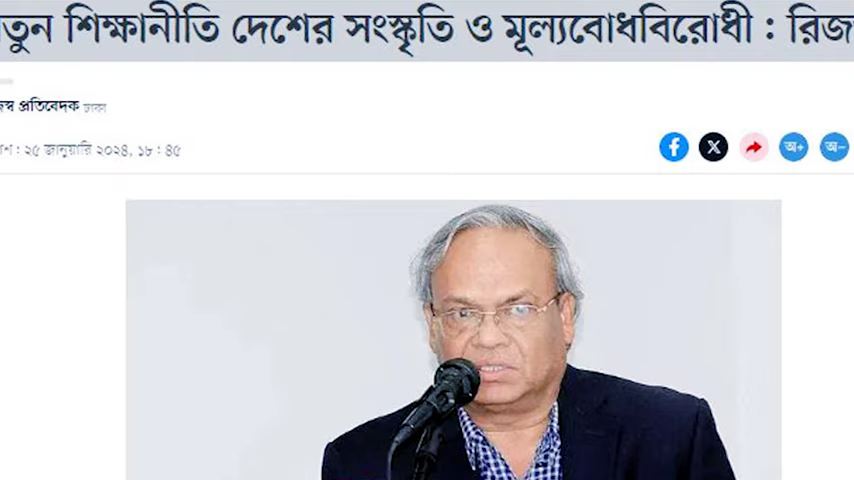 শিক্ষানীতি দেশের সংস্কৃতি ও মূল্যবোধবিরোধী :
প্রতিবেদক ঢাকা
২৫ জানুয়ারি ২০২৪, ১৮ : ৪৫
অ+ অ-